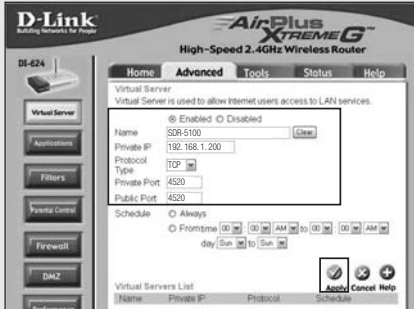 D-Link
Building Networks for People
AirPlus
XTREME G™
High-Speed 2.4GHz Wireless Router
DI-624
Home Advanced Tools Status Help
Virtual Server
Virtual Server is used to allow Internet users access to LAN services.
Enabled Disabled
Name SDR-5100 Clear
Private IP 192.168.1.200
Protocol Type TCP
Private Port 4520
Public Port 4520
Schedule Always
From time 00 : 00 AM to 00 : 00 AM
day Sun to Sun
Apply Cancel Help
Virtual Servers List
Name Private IP Protocol Schedule
Virtual Server
Applications
Filters
Parental Control
Firewall
DMZ
Performance